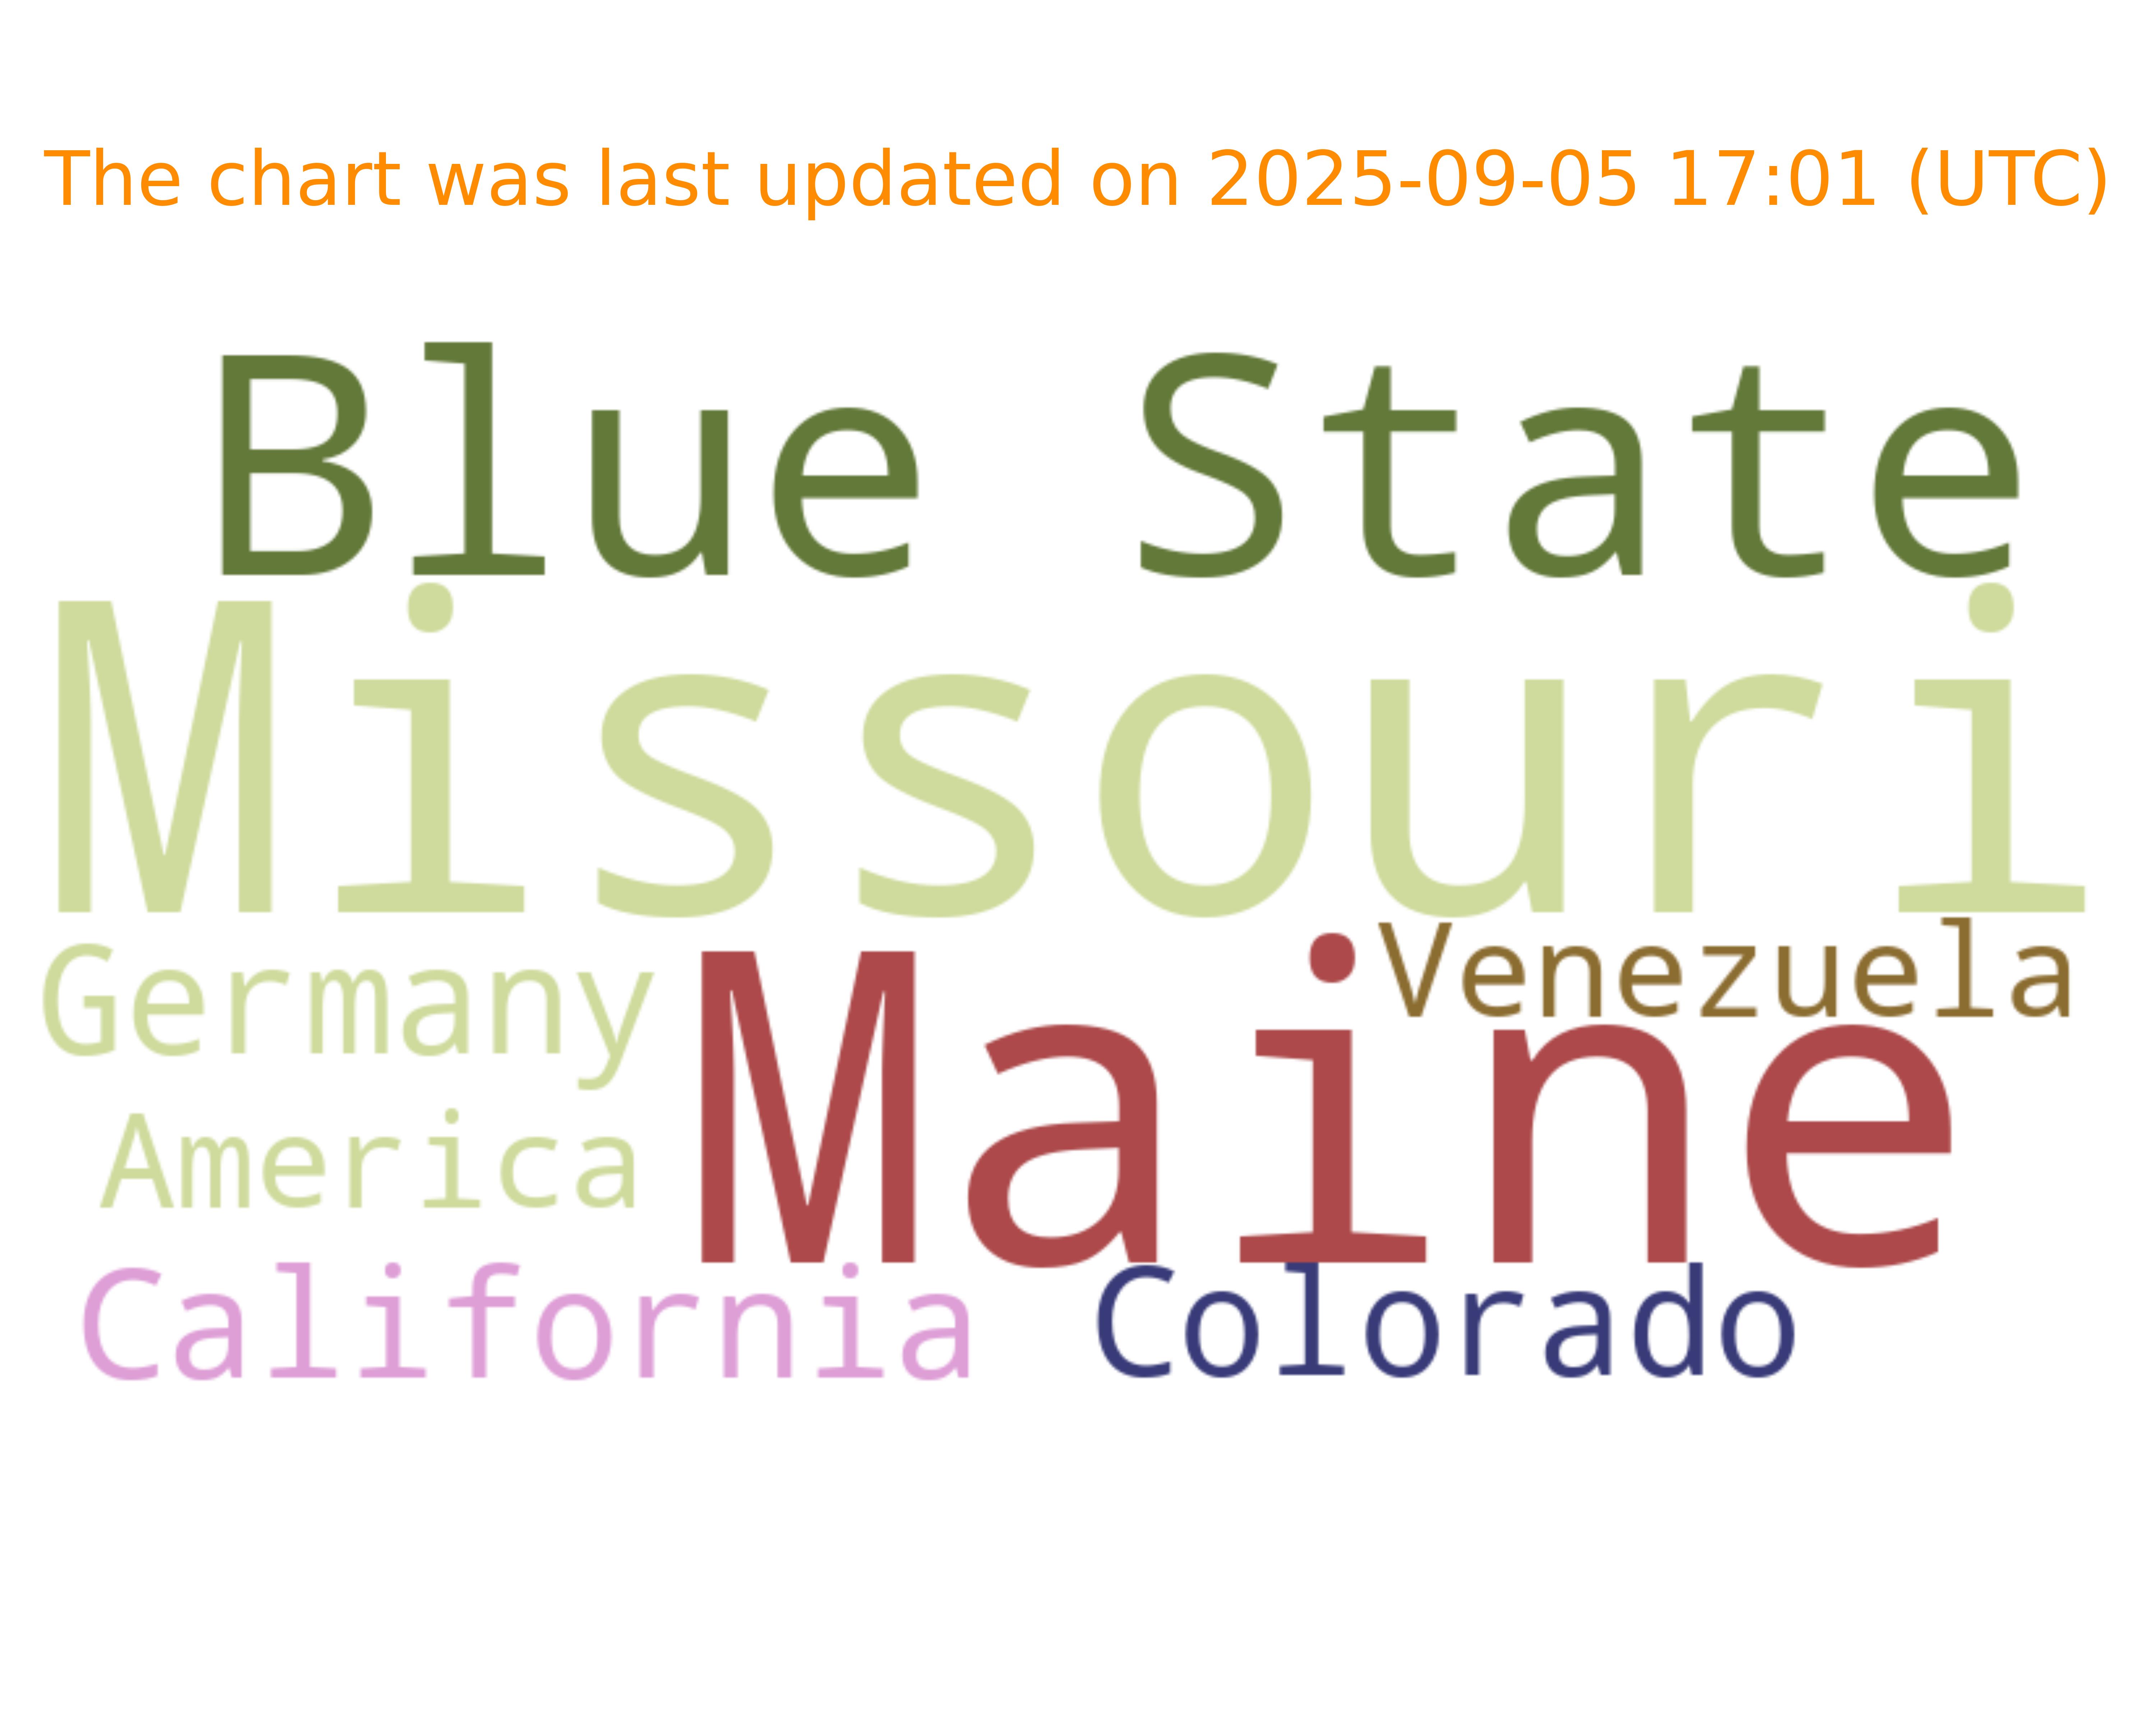 The chart was last updated on 2025-09-05 17:01 (UTC)
Blue State
Missouri
Germany
Maine
Venezuela
America
California
Colorado